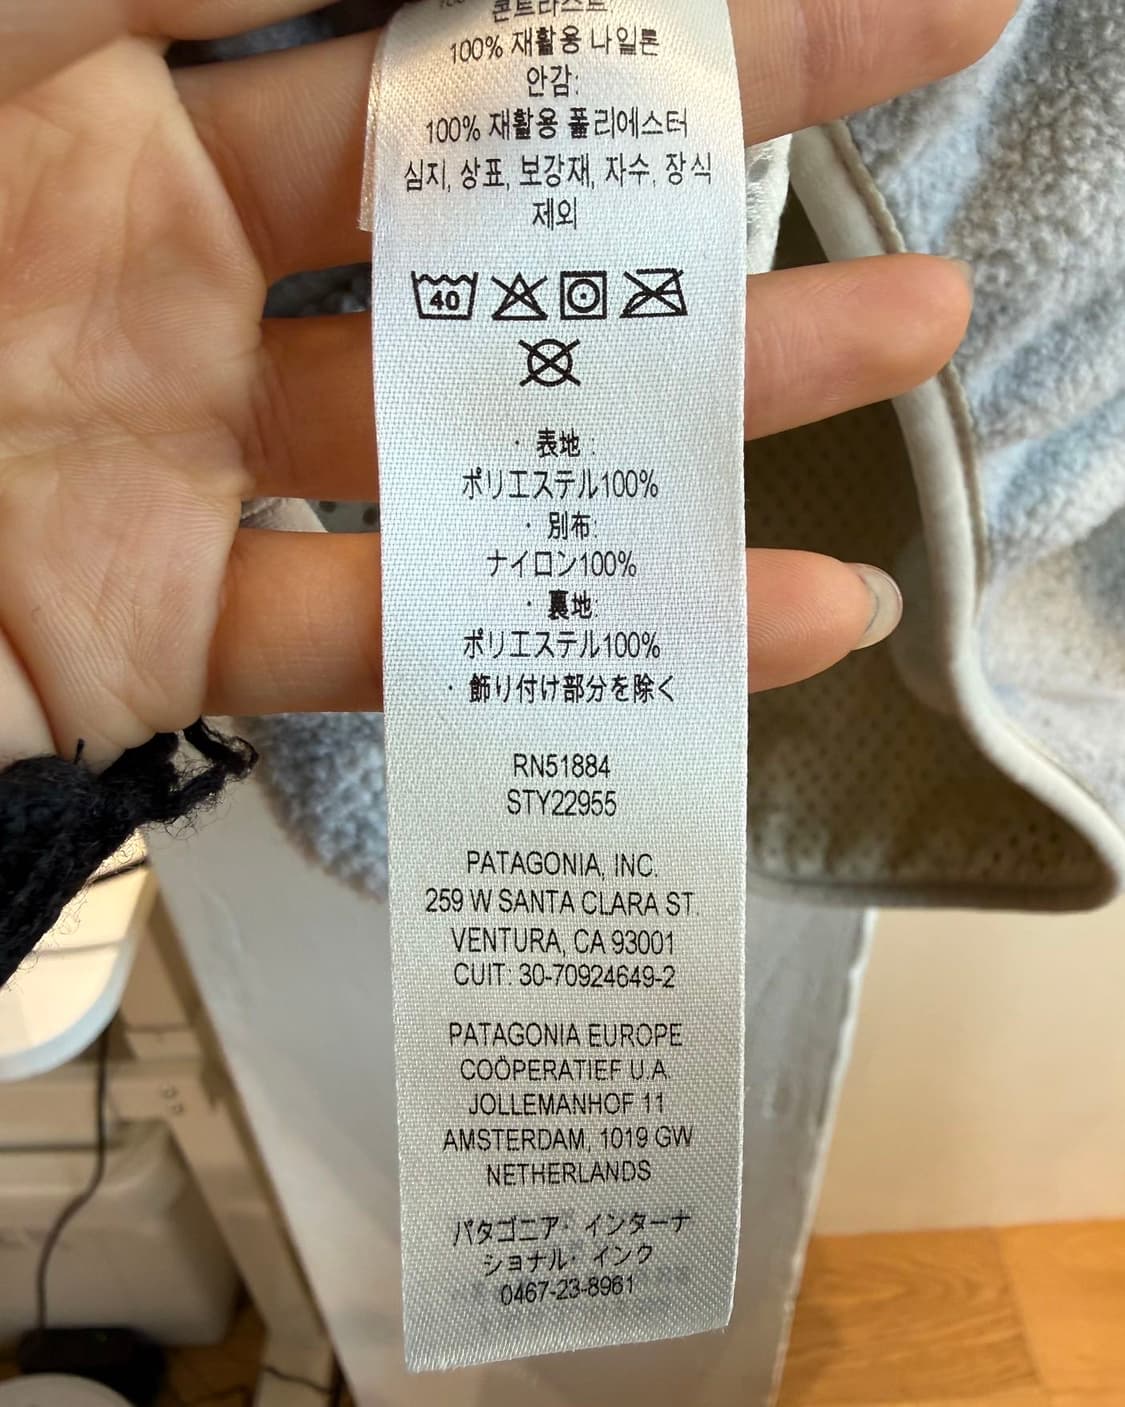 콘트라스트
100% 재활용 나일론
안감:
100% 재활용 폴리에스터
심지, 상표, 보강재, 자수, 장식
제외
40
· 表地 :
ポリエステル100%
· 別布:
ナイロン100%
· 裏地:
ポリエステル100%
· 飾り付け部分を除く
RN51884
STY22955
PATAGONIA, INC.
259 W SANTA CLARA ST.
VENTURA, CA 93001
CUIT: 30-70924649-2
PATAGONIA EUROPE
COÖPERATIEF U.A.
JOLLEMANHOF 11
AMSTERDAM, 1019 GW
NETHERLANDS
パタゴニア· インターナ
ショナル· インク
0467-23-8961